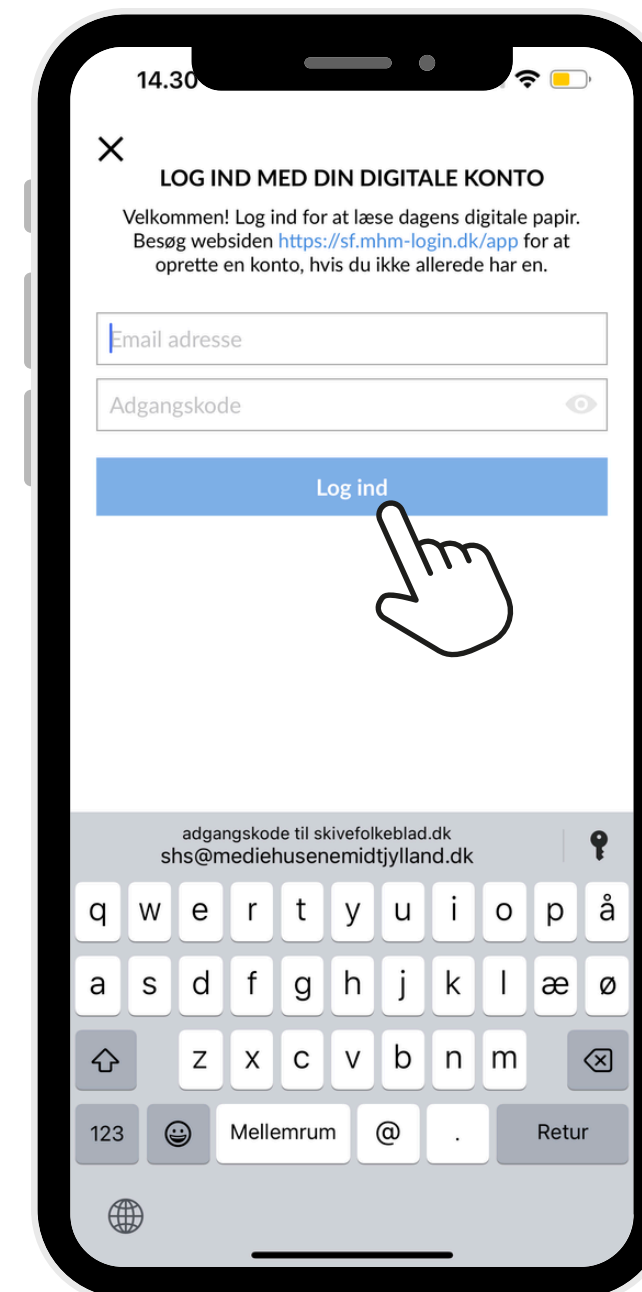 14.30
LOG IND MED DIN DIGITALE KONTO
Velkommen! Log ind for at læse dagens digitale papir.
Besøg websiden https://sf.mhm-login.dk/app for at
oprette en konto, hvis du ikke allerede har en.
Email adresse
Adgangskode
Log ind
adgangskode til skivefolkeblad.dk
shs@mediehusenemidtjylland.dk
q w e r t y u i o p å
a s d f g h j k l æ ø
z x c v b n m
123 Mellemrum @ . Retur